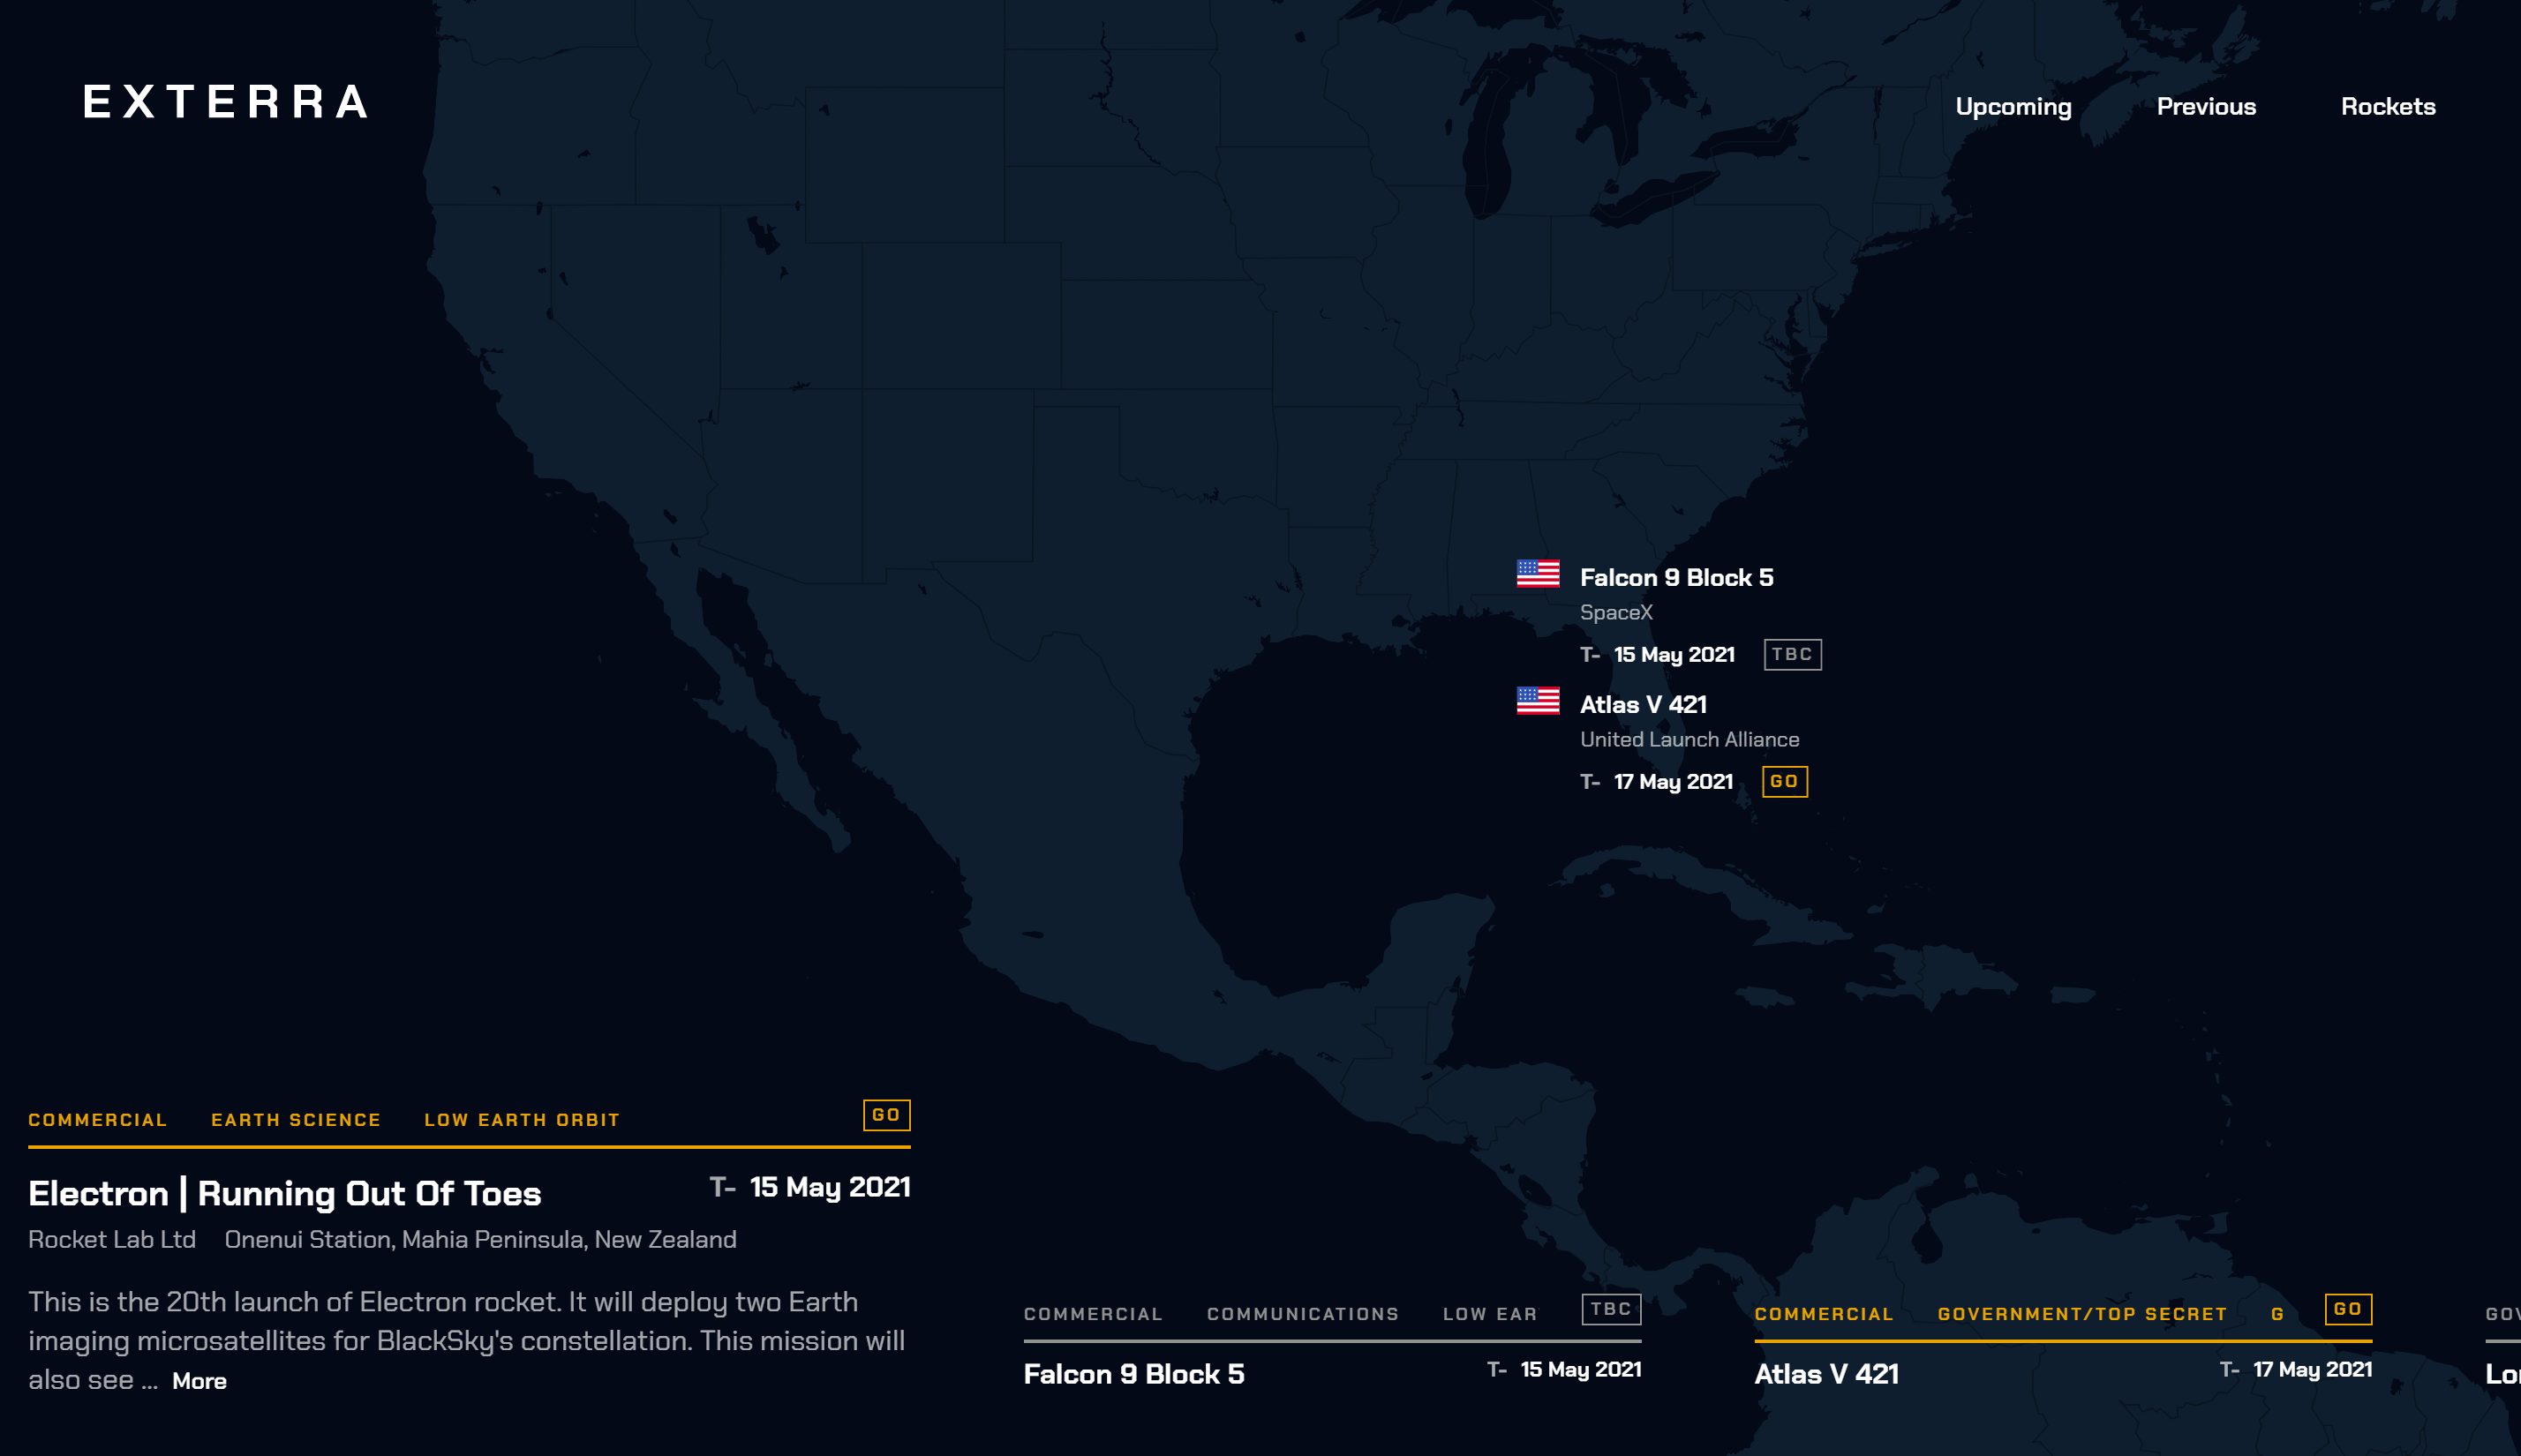 EXTERRA
Upcoming Previous Rockets
Falcon 9 Block 5
SpaceX
T- 15 May 2021 TBC
Atlas V 421
United Launch Alliance
T- 17 May 2021 GO
COMMERCIAL EARTH SCIENCE LOW EARTH ORBIT GO
Electron | Running Out Of Toes T- 15 May 2021
Rocket Lab Ltd Onenui Station, Mahia Peninsula, New Zealand
This is the 20th launch of Electron rocket. It will deploy two Earth
imaging microsatellites for BlackSky's constellation. This mission will
also see ... More
COMMERCIAL COMMUNICATIONS LOW EAR TBC
Falcon 9 Block 5 T- 15 May 2021
COMMERCIAL GOVERNMENT/TOP SECRET G GO
Atlas V 421 T- 17 May 2021